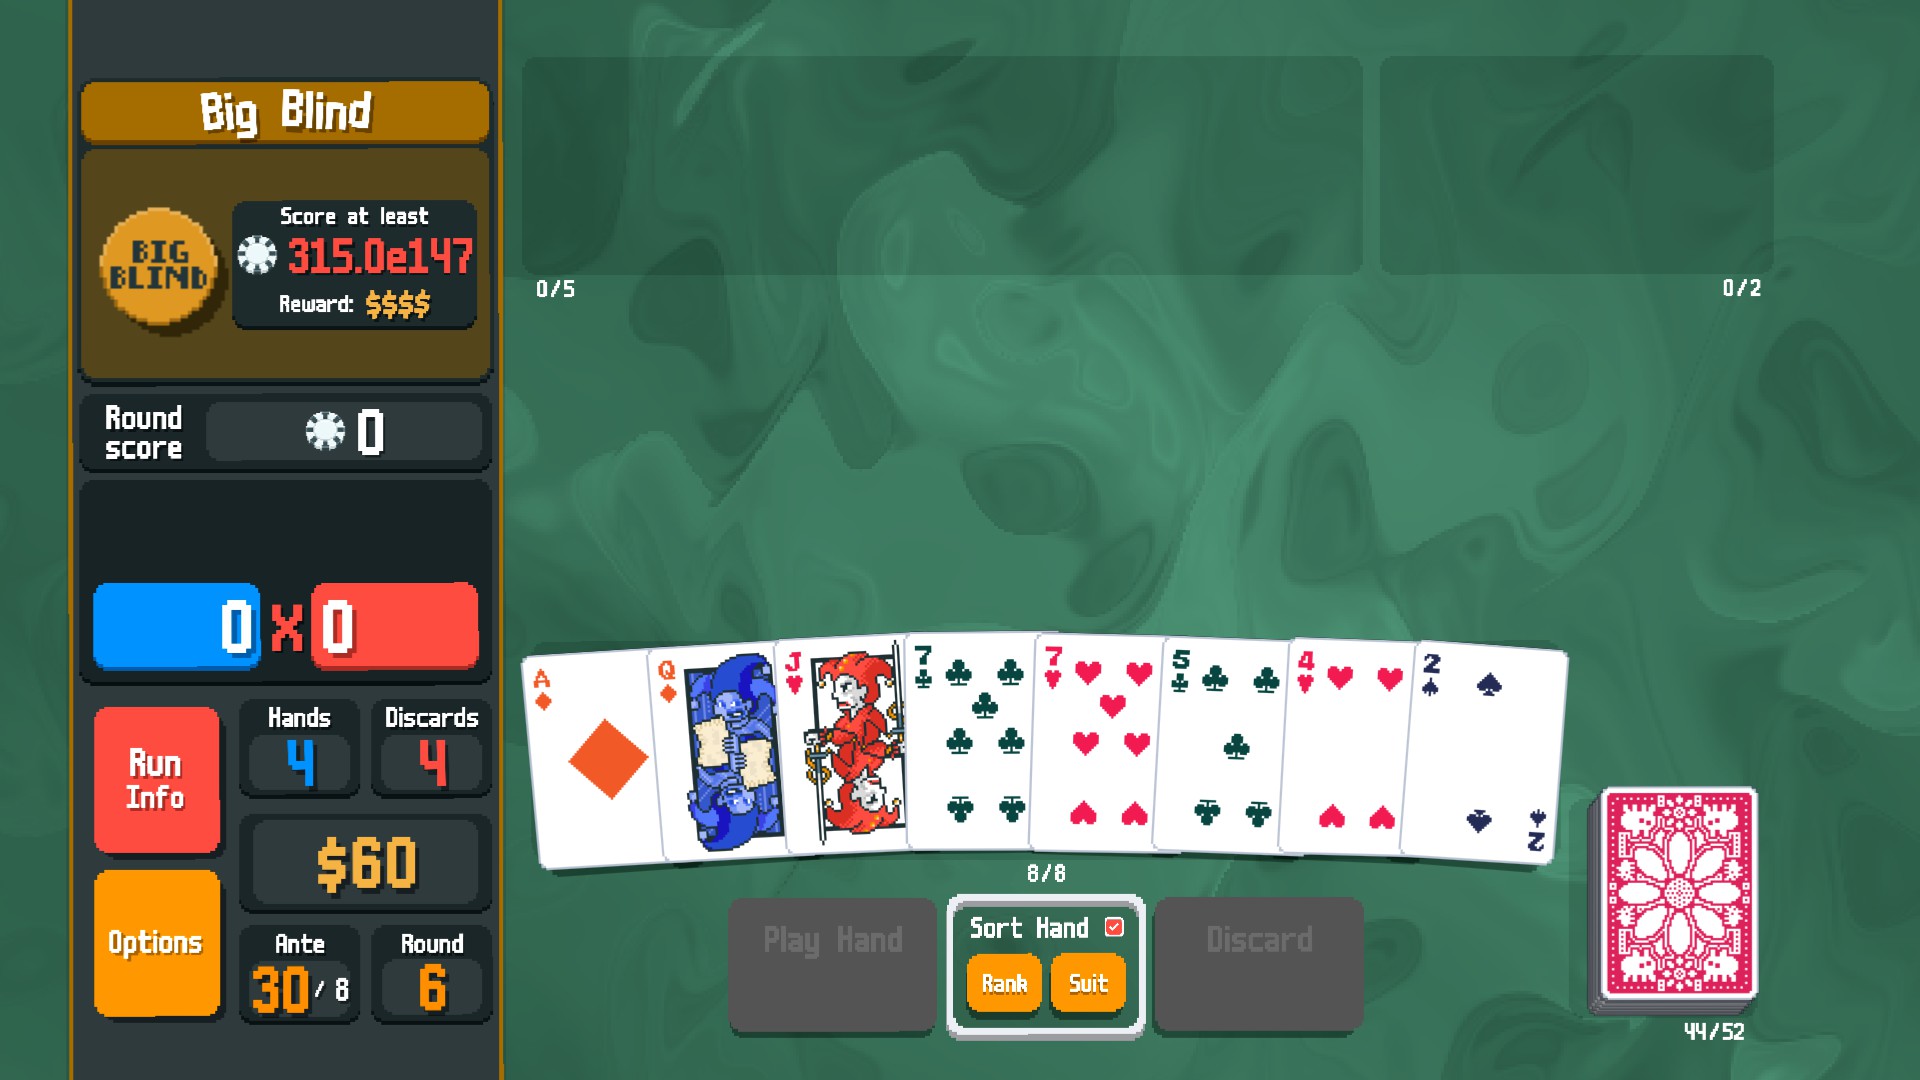 Big Blind
BIG
BLIND
Score at least
315.0e147
Reward: $$$$
Round
score
0
0 X 0
Run
Info
Hands
4
Discards
4
$60
Options
Ante
30 / 8
Round
6
0/5
0/2
A
Q
J
7
7
5
4
2
2
8/8
Play Hand
Sort Hand
Rank
Suit
Discard
44/52